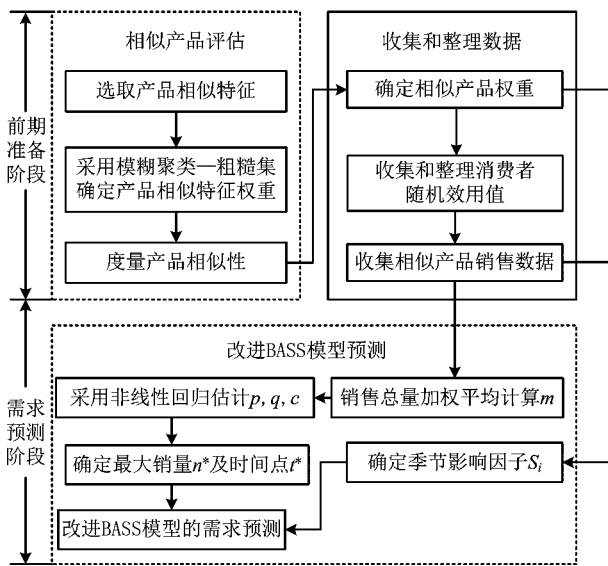 相似产品评估
收集和整理数据
选取产品相似特征
确定相似产品权重
前期
准备
阶段
采用模糊聚类—粗糙集
确定产品相似特征权重
收集和整理消费者
随机效用值
度量产品相似性
收集相似产品销售数据
改进BASS模型预测
需求
预测
阶段
采用非线性回归估计p, q, c
销售总量加权平均计算m
确定最大销量n*及时间点t*
确定季节影响因子Si
改进BASS模型的需求预测